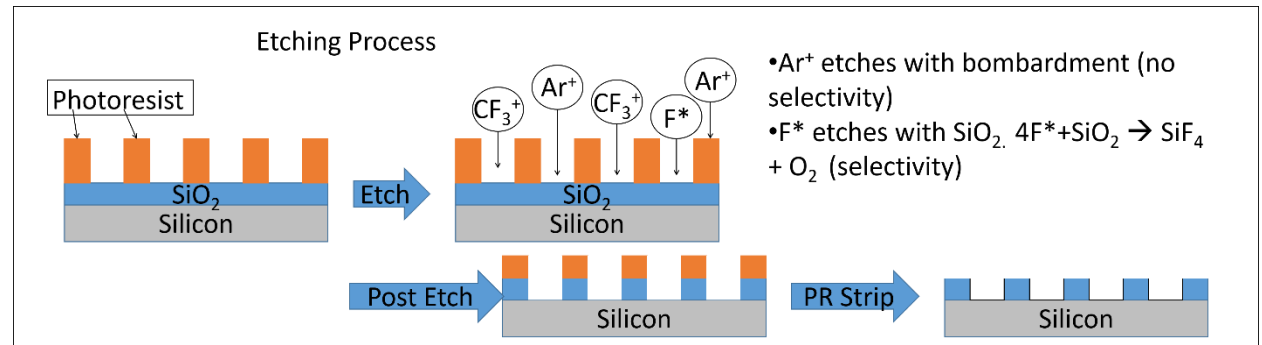 Etching Process
Photoresist
SiO₂
Silicon
Etch
CF₃⁺
Ar⁺
CF₃⁺
F*
Ar⁺
SiO₂
Silicon
•Ar⁺ etches with bombardment (no
selectivity)
•F* etches with SiO₂. 4F*+SiO₂ → SiF₄
+ O₂ (selectivity)
Post Etch
Silicon
PR Strip
Silicon